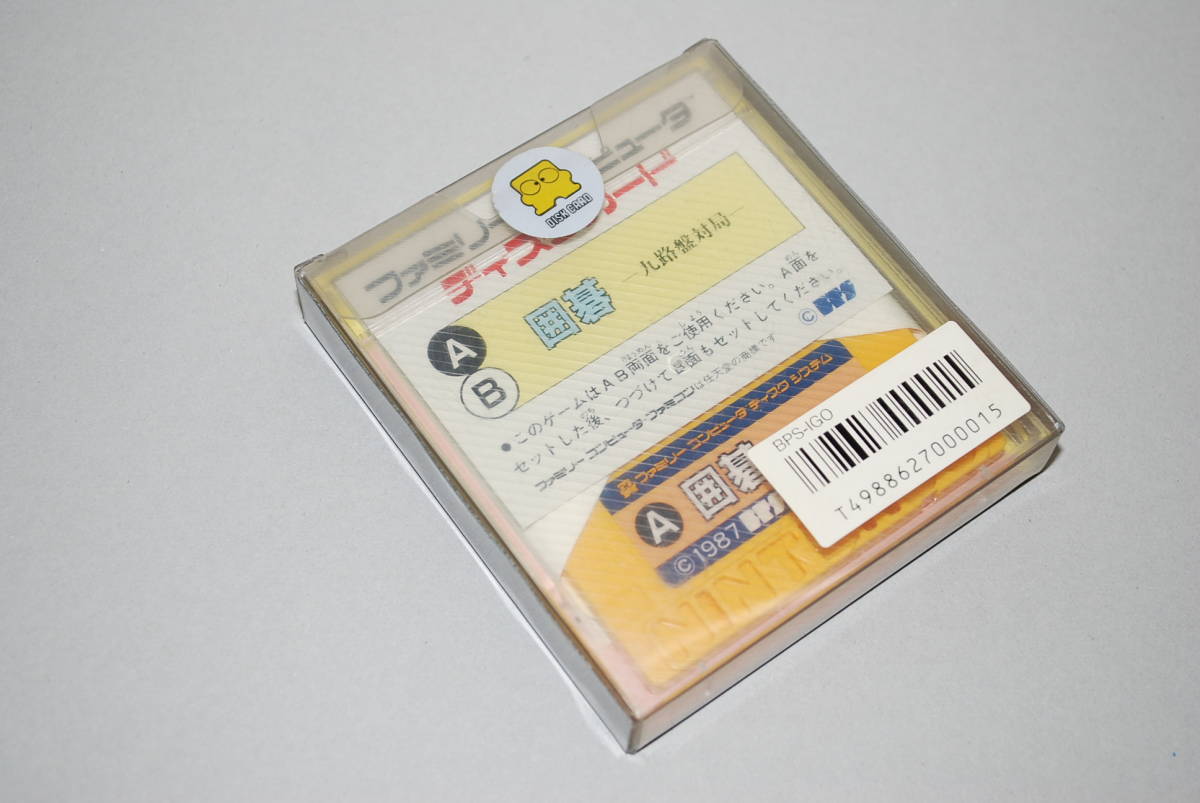 ファミリーコンピュータ
ディスクカード
DISK CARD
囲碁
—九路盤対局—
A
B
●このゲームはAB両面をご使用ください。A面を
セットした後、つづけてB面もセットしてください。
ファミリーコンピュータ・ファミコンは任天堂の商標です
©BPS
ファミリー コンピュータ ディスク システム
A
囲碁
©1987 BPS
NINT
BPS-IGO
T4988627000015